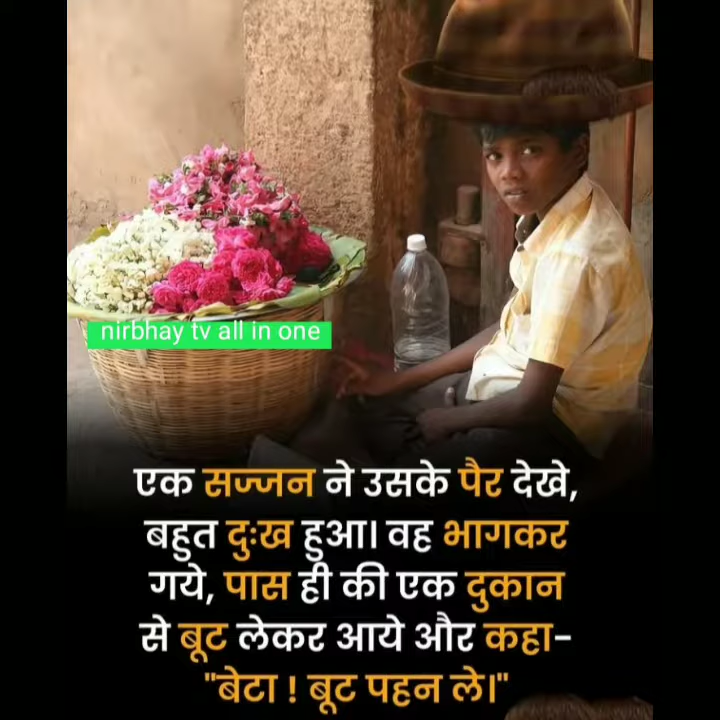 nirbhay tv all in one
एक सज्जन ने उसके पैर देखे,
बहुत दुःख हुआ। वह भागकर
गये, पास ही की एक दुकान
से बूट लेकर आये और कहा-
"बेटा ! बूट पहन ले।"